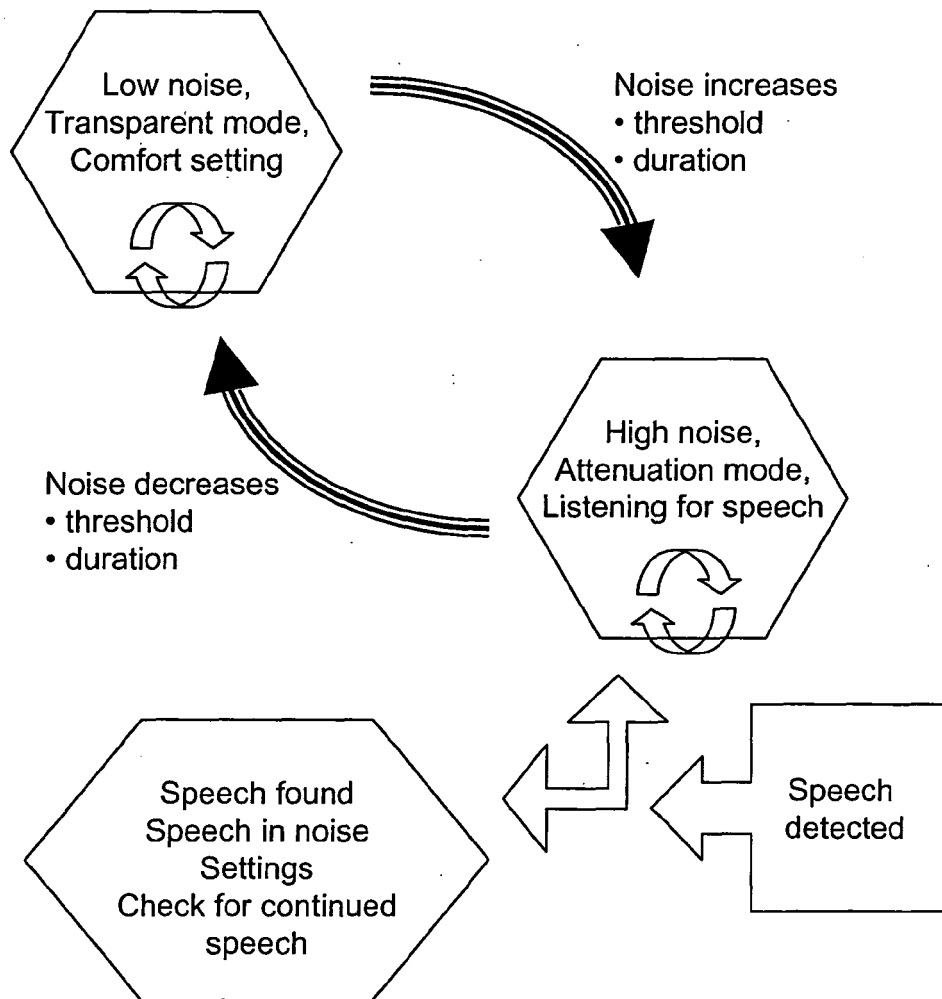 Low noise,
Transparent mode,
Comfort setting
Noise increases
• threshold
• duration
High noise,
Attenuation mode,
Listening for speech
Noise decreases
• threshold
• duration
Speech found
Speech in noise
Settings
Check for continued
speech
Speech
detected